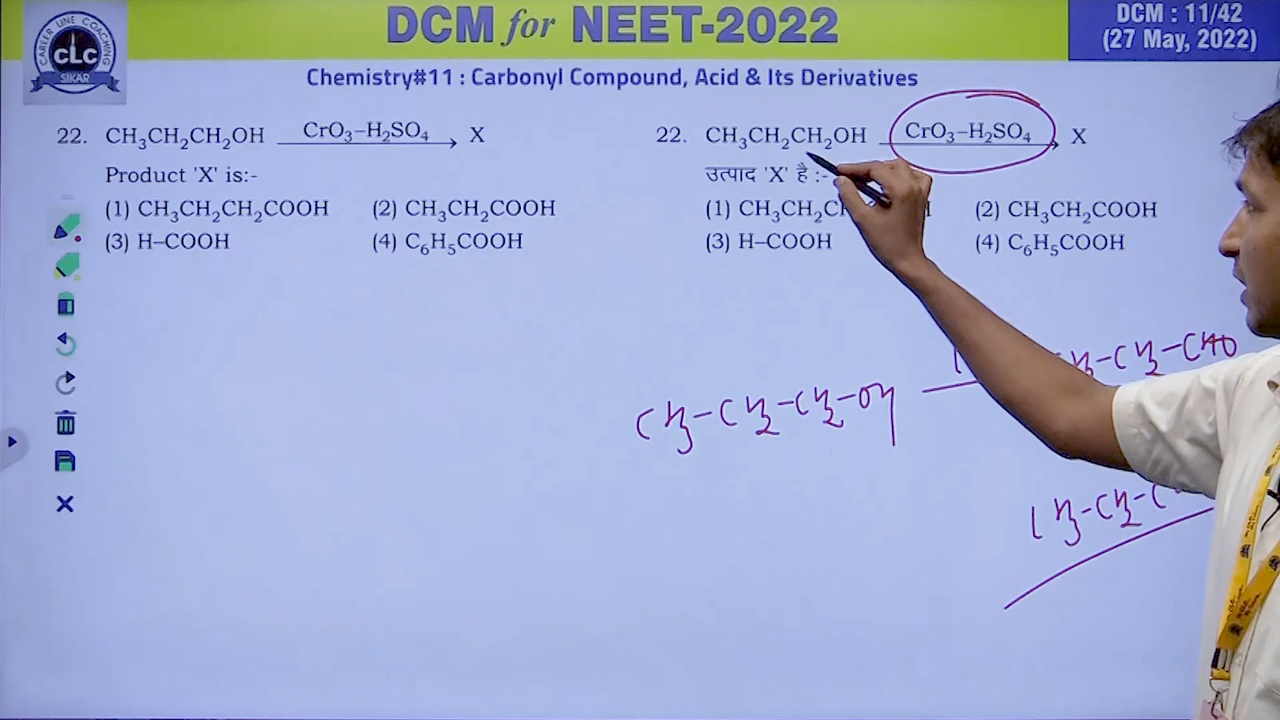 CAREER LINE COACHING
CLC
SIKAR
DCM for NEET-2022
DCM : 11/42
(27 May, 2022)
Chemistry#11 : Carbonyl Compound, Acid & Its Derivatives
22. CH₃CH₂CH₂OH CrO₃–H₂SO₄ X
Product 'X' is:-
(1) CH₃CH₂CH₂COOH (2) CH₃CH₂COOH
(3) H–COOH (4) C₆H₅COOH
22. CH₃CH₂CH₂OH CrO₃–H₂SO₄ X
उत्पाद 'X' है :-
(1) (2) CH₃CH₂COOH
(3) H–COOH (4) C₆H₅COOH
CH₃–CH₂–CH₂–OH
–CH₂–CHO
CH₃–CH₂–